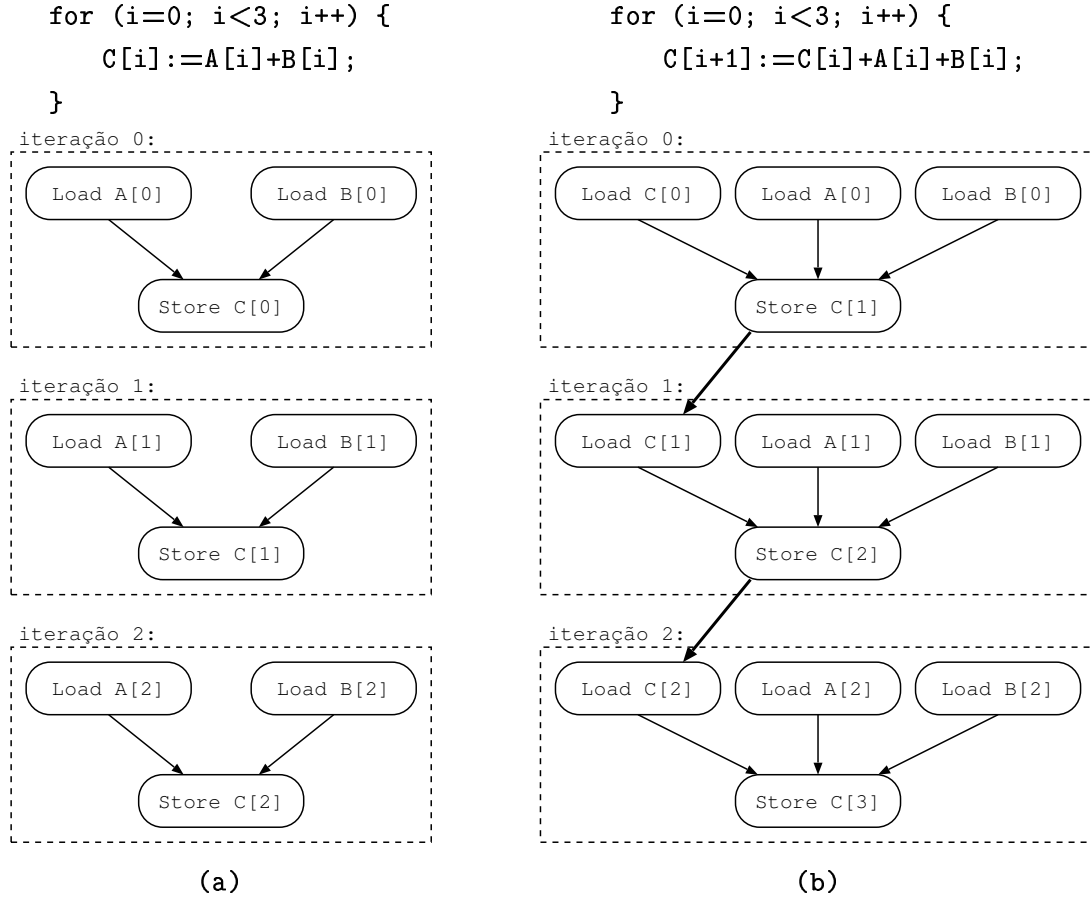 for (i=0; i<3; i++) {
C[i]:=A[i]+B[i];
}
iteração 0:
Load A[0] Load B[0]
Store C[0]
iteração 1:
Load A[1] Load B[1]
Store C[1]
iteração 2:
Load A[2] Load B[2]
Store C[2]
(a)
for (i=0; i<3; i++) {
C[i+1]:=C[i]+A[i]+B[i];
}
iteração 0:
Load C[0] Load A[0] Load B[0]
Store C[1]
iteração 1:
Load C[1] Load A[1] Load B[1]
Store C[2]
iteração 2:
Load C[2] Load A[2] Load B[2]
Store C[3]
(b)